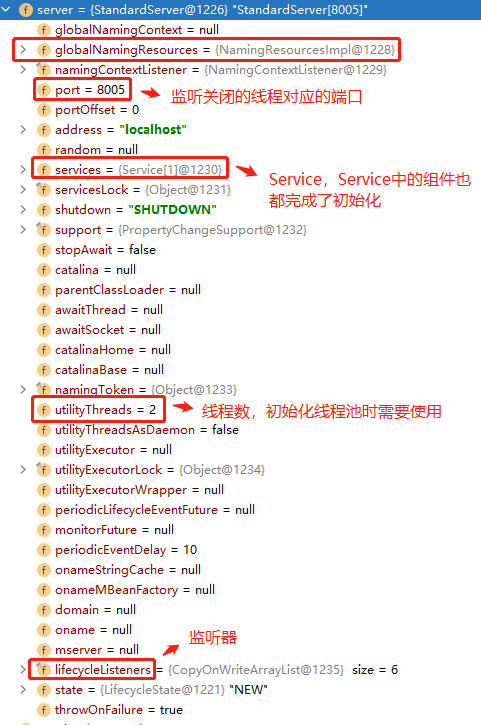 server = {StandardServer@1226} "StandardServer[8005]"
globalNamingContext = null
globalNamingResources = {NamingResourcesImpl@1228}
namingContextListener = {NamingContextListener@1229}
port = 8005 监听关闭的线程对应的端口
portOffset = 0
address = "localhost"
random = null
services = {Service[1]@1230}
Service，Service中的组件也
都完成了初始化
servicesLock = {Object@1231}
shutdown = "SHUTDOWN"
support = {PropertyChangeSupport@1232}
stopAwait = false
catalina = null
parentClassLoader = null
awaitThread = null
awaitSocket = null
catalinaHome = null
catalinaBase = null
namingToken = {Object@1233}
utilityThreads = 2 线程数，初始化线程池时需要使用
utilityThreadsAsDaemon = false
utilityExecutor = null
utilityExecutorLock = {Object@1234}
utilityExecutorWrapper = null
periodicLifecycleEventFuture = null
monitorFuture = null
periodicEventDelay = 10
onameStringCache = null
onameMBeanFactory = null
domain = null
oname = null
mserver = null
监听器
lifecycleListeners = {CopyOnWriteArrayList@1235} size = 6
state = {LifecycleState@1221} "NEW"
throwOnFailure = true